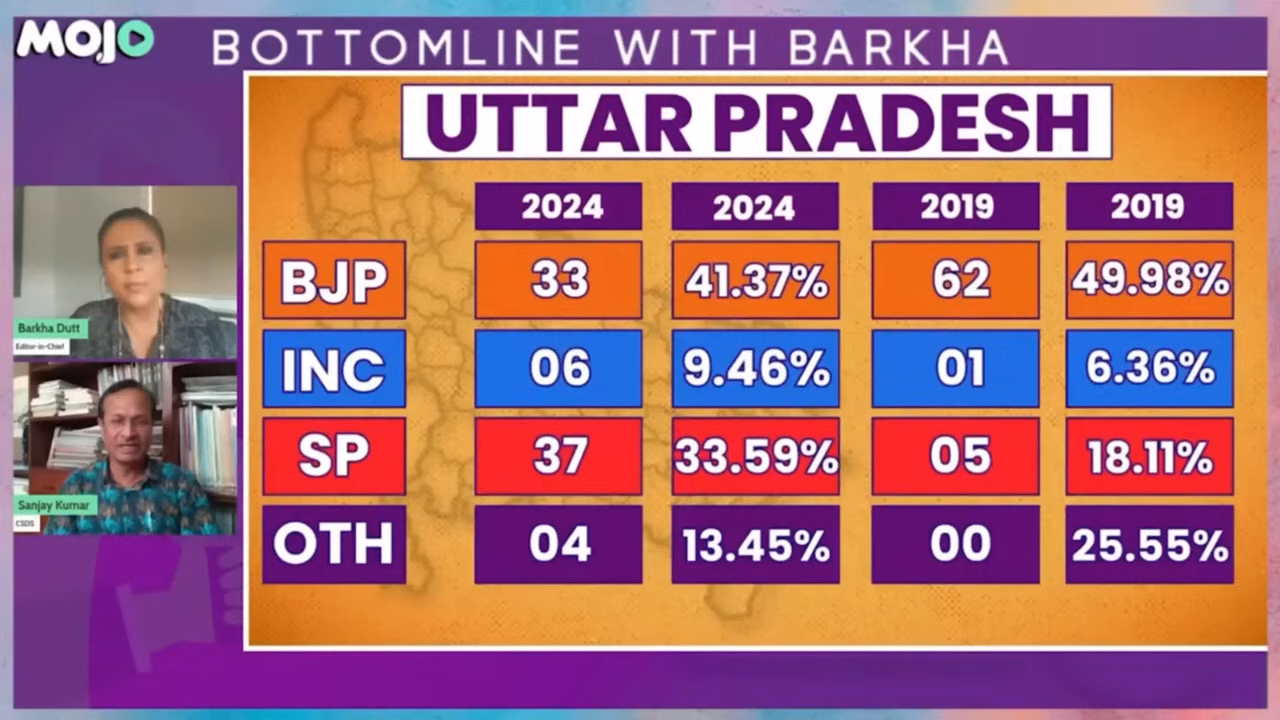 MOJO
BOTTOMLINE WITH BARKHA
UTTAR PRADESH
2024 2024 2019 2019
BJP 33 41.37% 62 49.98%
INC 06 9.46% 01 6.36%
SP 37 33.59% 05 18.11%
OTH 04 13.45% 00 25.55%
Barkha Dutt
Editor-in-Chief
Sanjay Kumar
CSDS